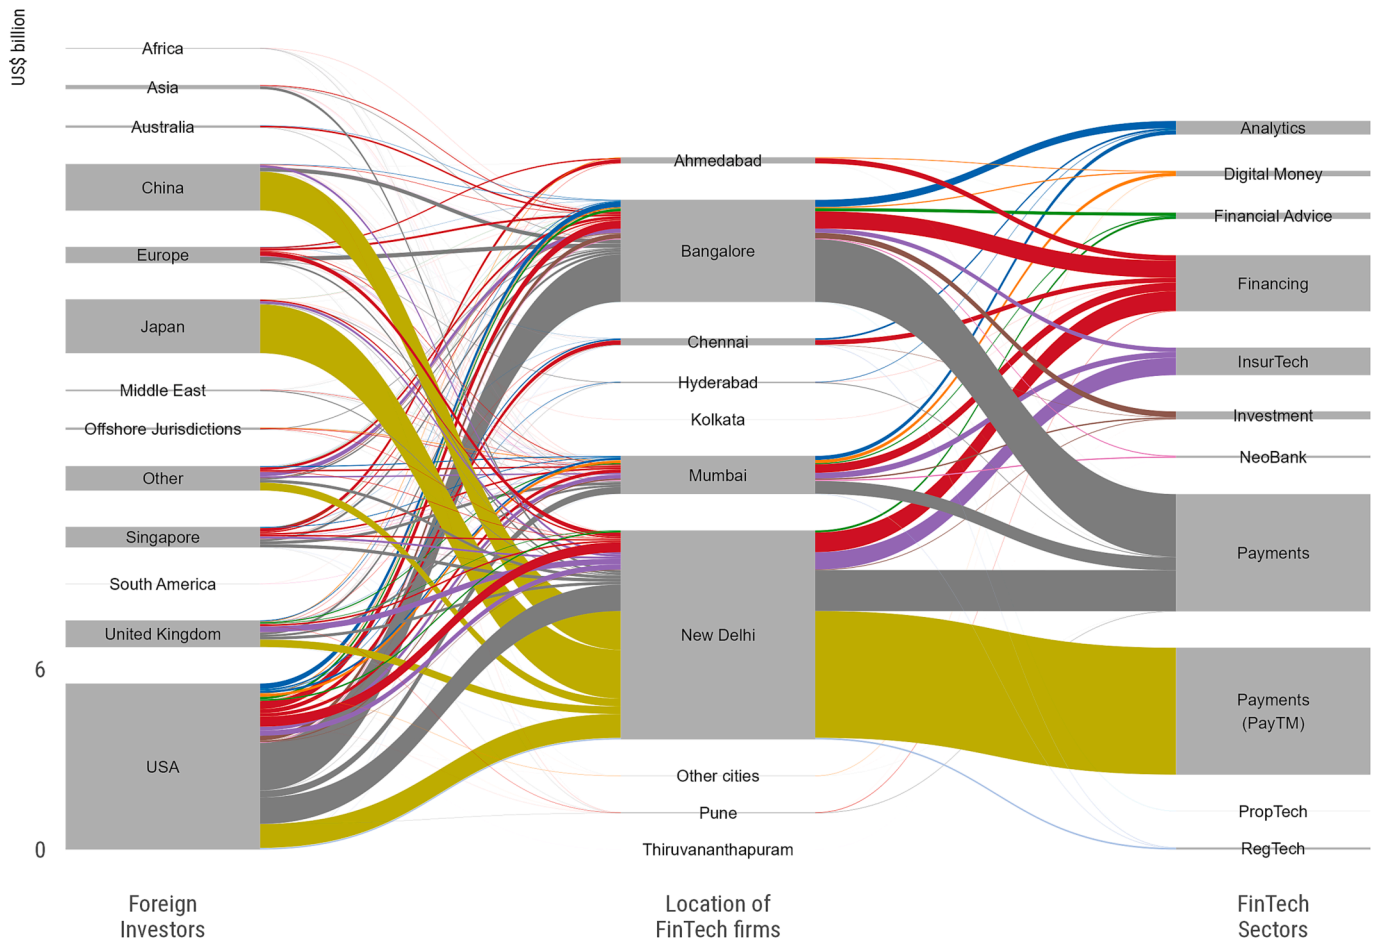 US$ billion
Africa
Asia
Australia
China
Europe
Japan
Middle East
Offshore Jurisdictions
Other
Singapore
South America
United Kingdom
6
USA
0
Foreign
Investors
Ahmedabad
Bangalore
Chennai
Hyderabad
Kolkata
Mumbai
New Delhi
Other cities
Pune
Thiruvananthapuram
Location of
FinTech firms
Analytics
Digital Money
Financial Advice
Financing
InsurTech
Investment
NeoBank
Payments
Payments
(PayTM)
PropTech
RegTech
FinTech
Sectors